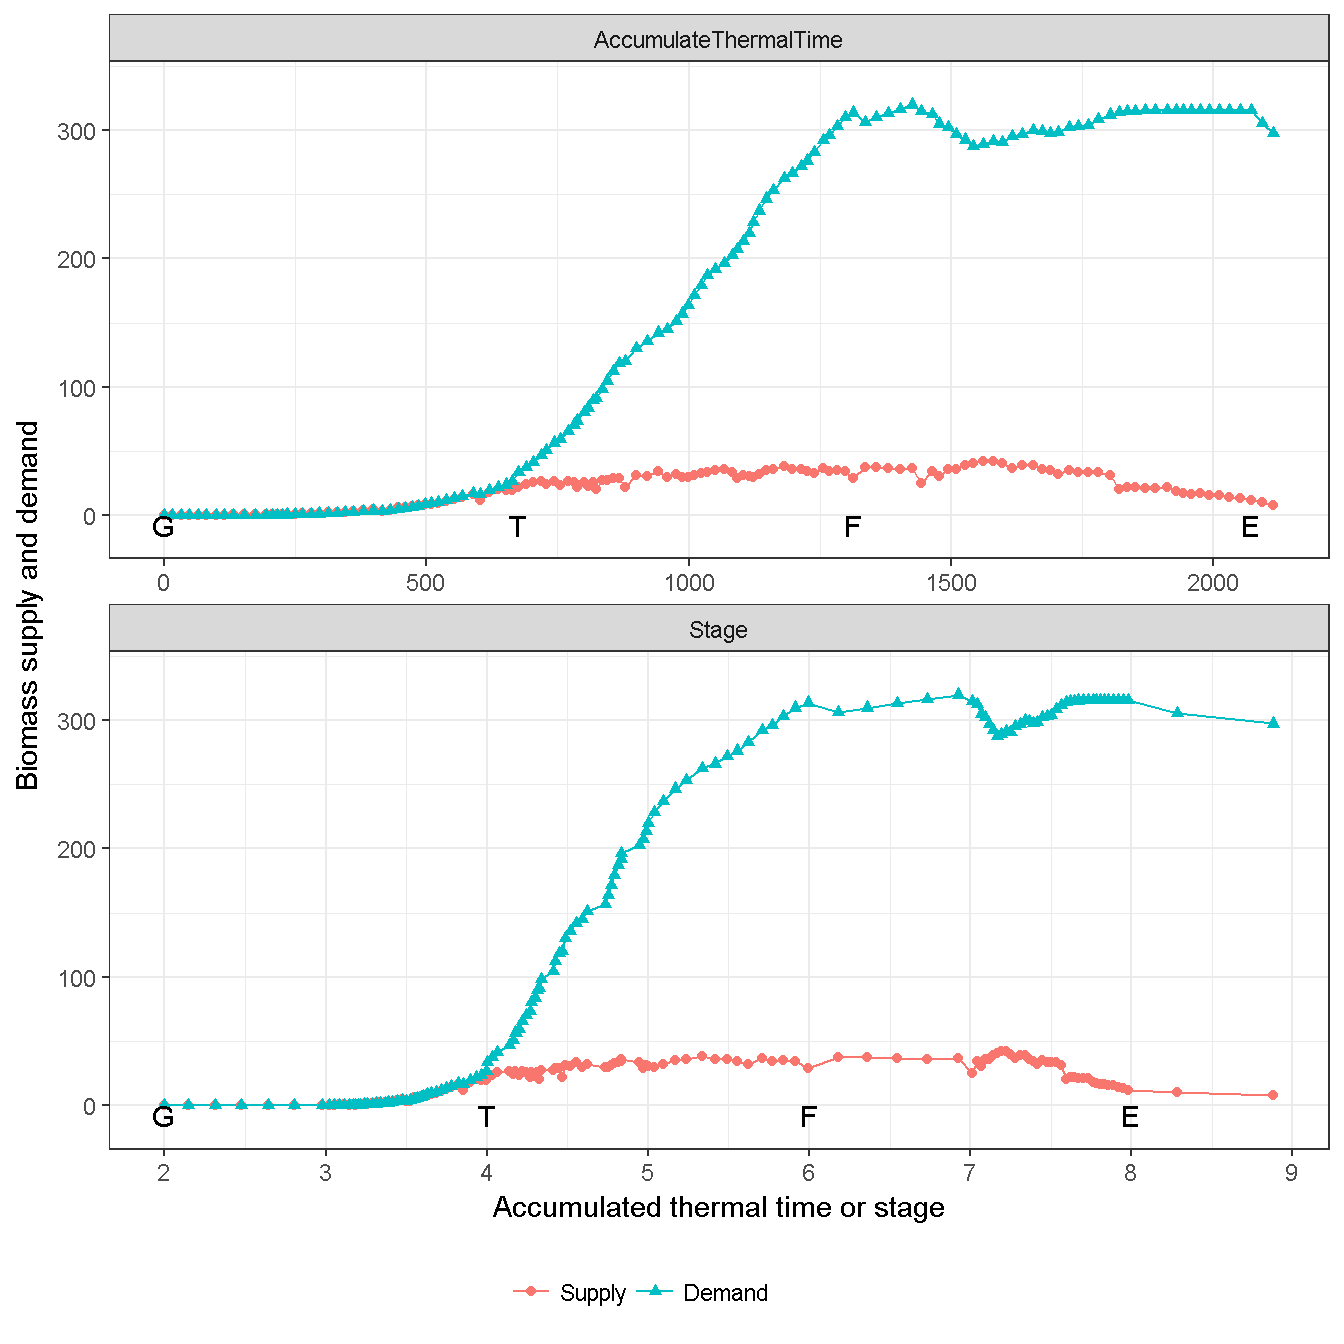 AccumulateThermalTime
300
200
100
0
G T F E
0 500 1000 1500 2000
Stage
300
200
100
0
G T F E
2 3 4 5 6 7 8 9
Biomass supply and demand
Accumulated thermal time or stage
Supply Demand